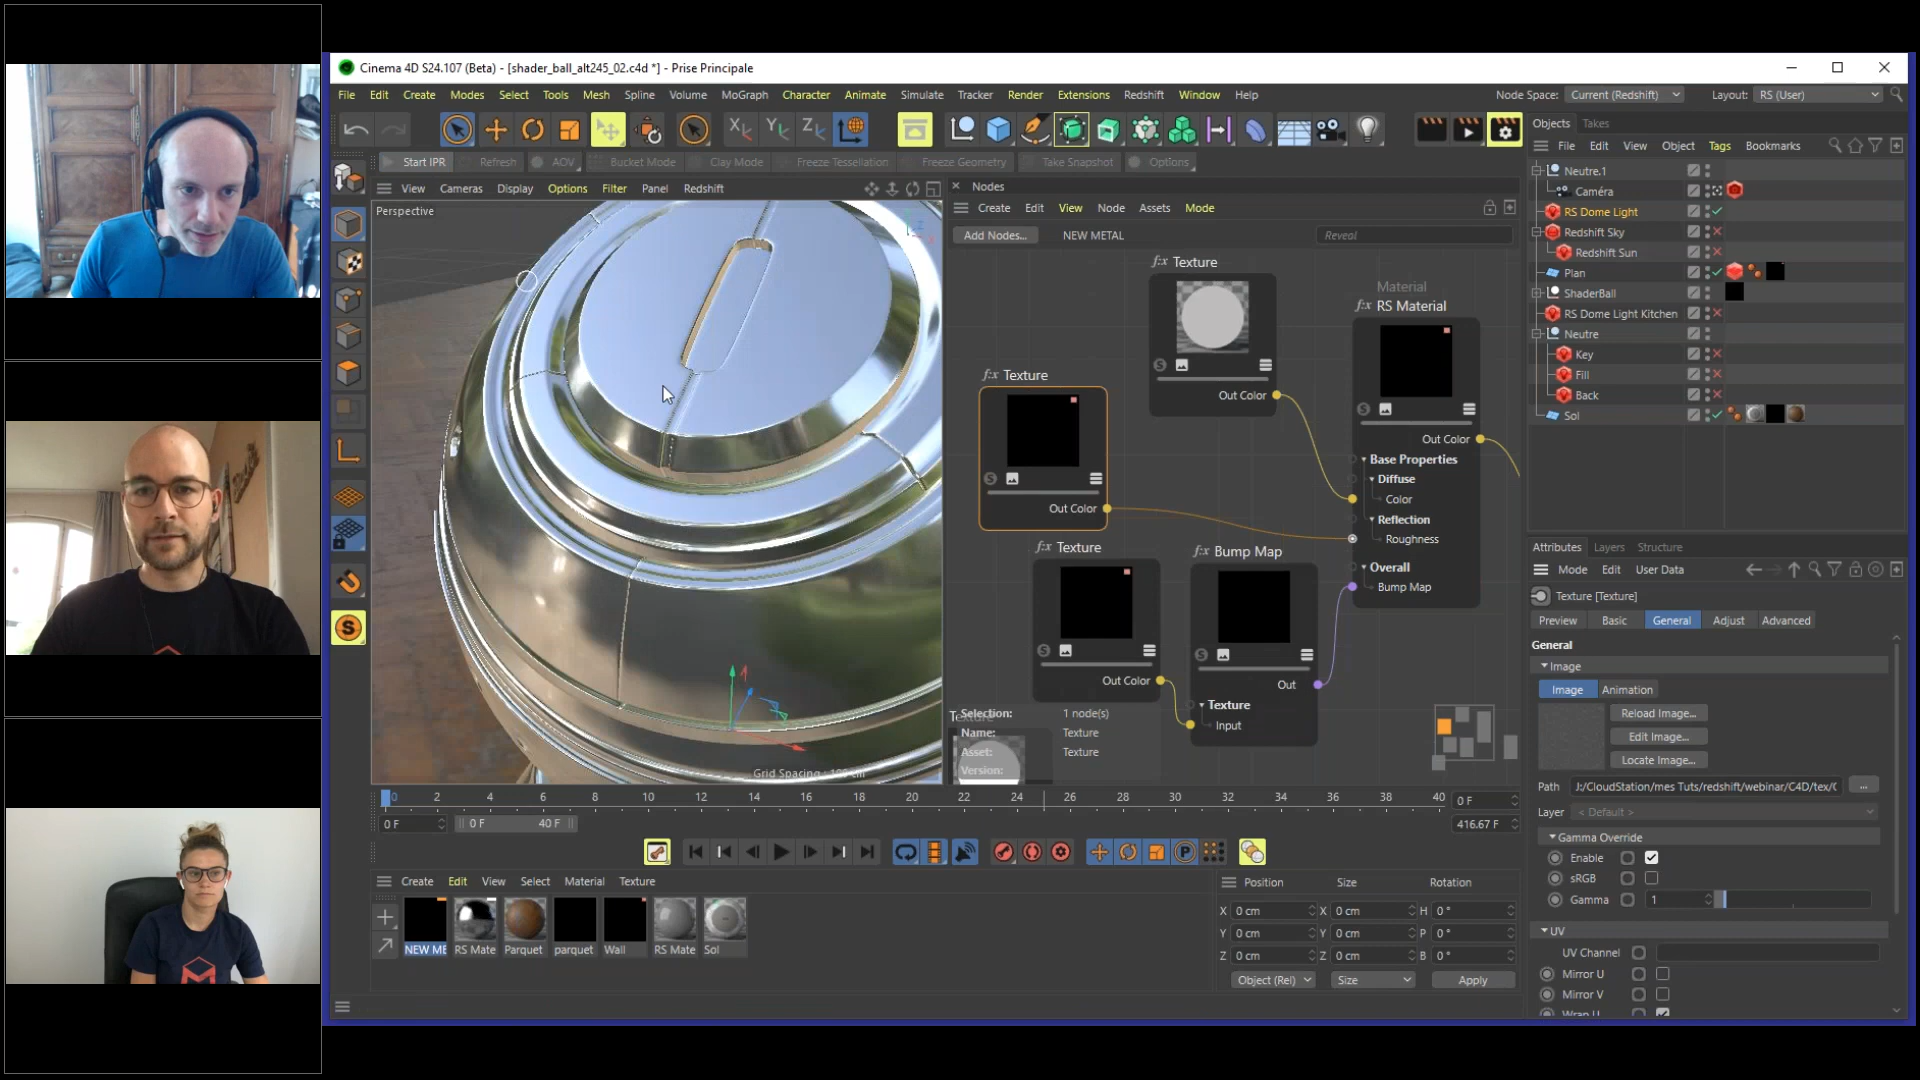 Cinema 4D S24.107 (Beta) - [shader_ball_alt245_02.c4d *] - Prise Principale
File Edit Create Modes Select Tools Mesh Spline Volume MoGraph Character Animate Simulate Tracker Render Extensions Redshift Window Help
Node Space: Current (Redshift) Layout: RS (User)
Start IPR Refresh AOV Bucket Mode Clay Mode Freeze Tessellation Freeze Geometry Take Snapshot Options
View Cameras Display Options Filter Panel Redshift
Perspective
Grid Spacing : 100 cm
Nodes
Create Edit View Node Assets Mode
Add Nodes... NEW METAL Reveal
f:x Texture
Out Color
f:x Texture
Out Color
f:x Texture
Out Color
f:x Bump Map
Out
Texture
Input
Material
f:x RS Material
Out Color
Base Properties
Diffuse
Color
Reflection
Roughness
Overall
Bump Map
Selection: 1 node(s)
Name: Texture
Asset: Texture
Version:
Objects Takes
File Edit View Object Tags Bookmarks
Neutre.1
Caméra
RS Dome Light
Redshift Sky
Redshift Sun
Plan
ShaderBall
RS Dome Light Kitchen
Neutre
Key
Fill
Back
Sol
Attributes Layers Structure
Mode Edit User Data
Texture [Texture]
Preview Basic General Adjust Advanced
General
Image
Image Animation
Reload Image...
Edit Image...
Locate Image...
Path J:/CloudStation/mes Tuts/redshift/webinar/C4D/tex/( ...
Layer < Default >
Gamma Override
Enable
sRGB
Gamma 1
UV
UV Channel
Mirror U
Mirror V
Wrap U
0 2 4 6 8 10 12 14 16 18 20 22 24 26 28 30 32 34 36 38 40 0 F
0 F 0 F 40 F 416.67 F
Create Edit View Select Material Texture
NEW ME RS Mate Parquet parquet Wall RS Mate Sol
Position Size Rotation
X 0 cm X 0 cm H 0 °
Y 0 cm Y 0 cm P 0 °
Z 0 cm Z 0 cm B 0 °
Object (Rel) Size Apply